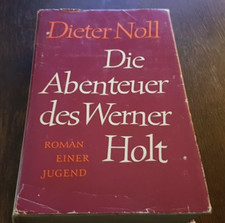 Dieter Noll
Die
Abenteuer
des Werner
Holt
ROMAN
EINER
JUGEND